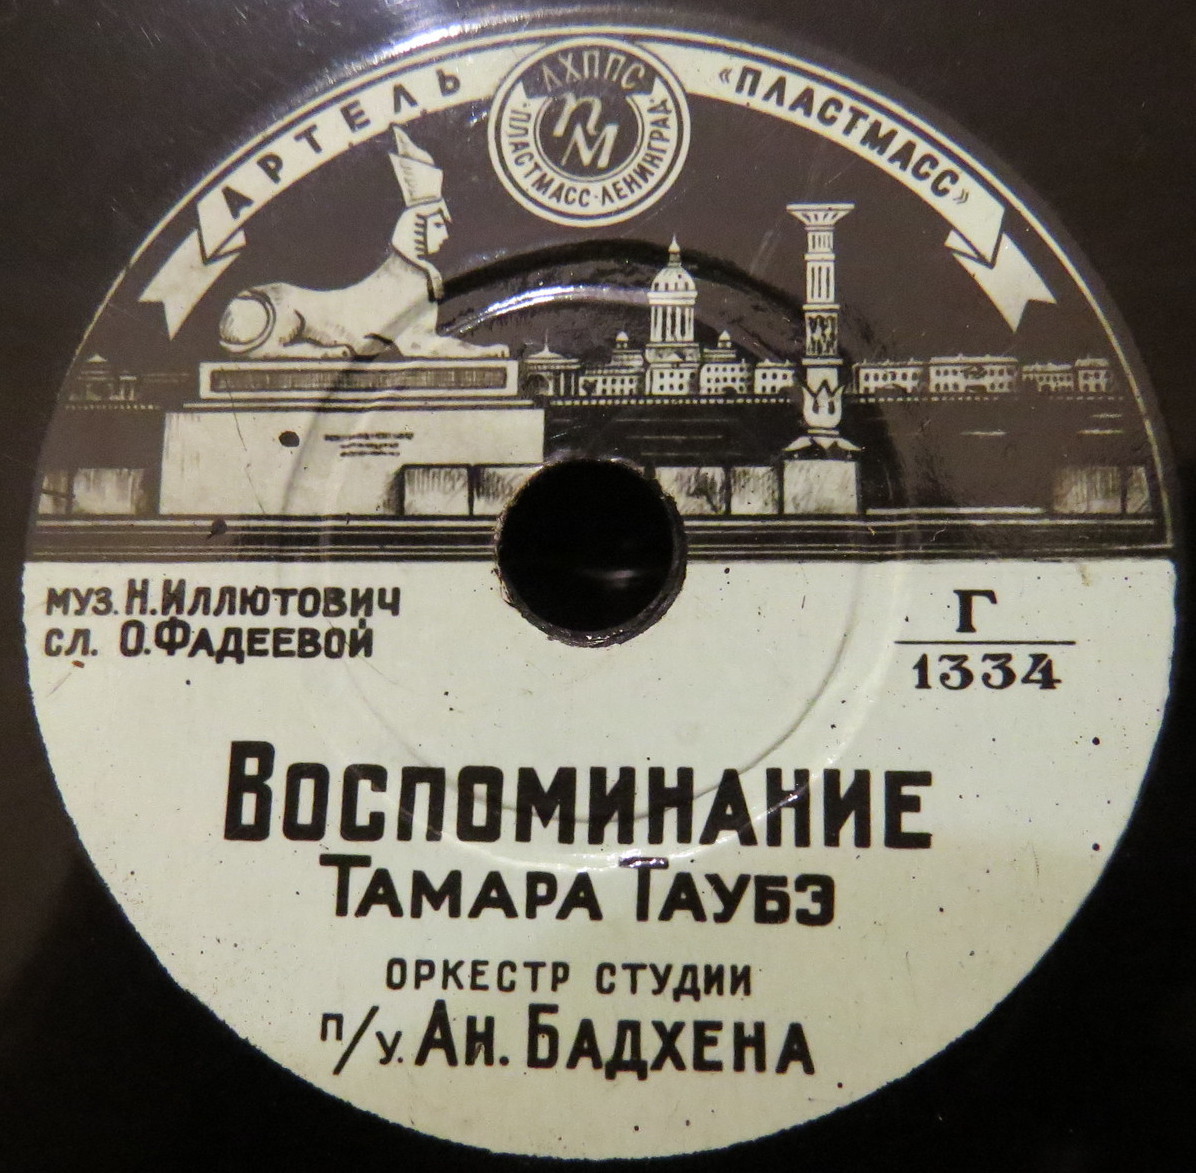 АРТЕЛЬ «ПЛАСТМАСС»
ЛХППС
ПМ
·ПЛАСТМАСС·ЛЕНИНГРАД·
МУЗ. Н.ИЛЛЮТОВИЧ
СЛ. О.ФАДЕЕВОЙ
Г
1334
ВОСПОМИНАНИЕ
ТАМАРА ТАУБЭ
ОРКЕСТР СТУДИИ
П/У. АН. БАДХЕНА